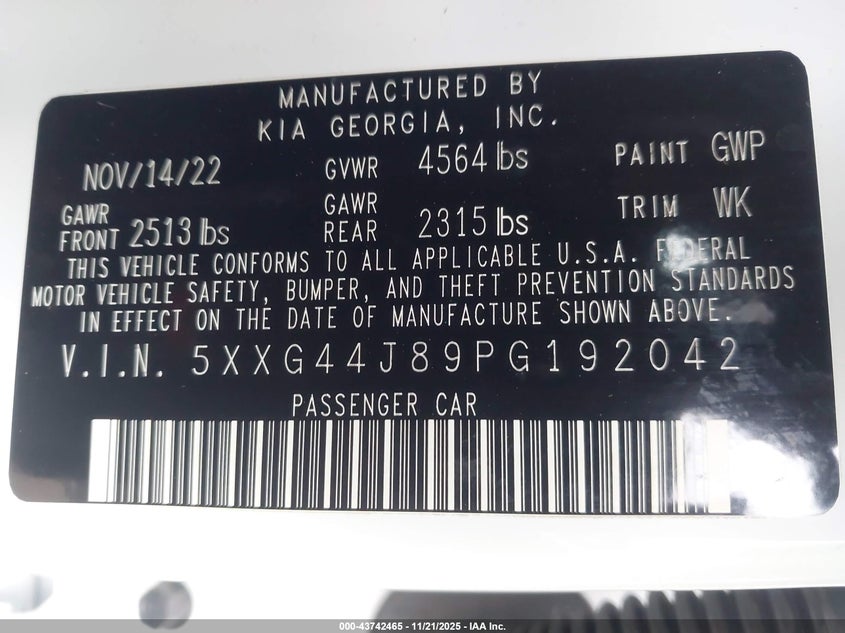 MANUFACTURED BY
KIA GEORGIA, INC.
NOV/14/22 GVWR 4564 lbs PAINT GWP
GAWR FRONT 2513 lbs GAWR REAR 2315 lbs TRIM WK
THIS VEHICLE CONFORMS TO ALL APPLICABLE U.S.A. FEDERAL
MOTOR VEHICLE SAFETY, BUMPER, AND THEFT PREVENTION STANDARDS
IN EFFECT ON THE DATE OF MANUFACTURE SHOWN ABOVE.
V.I.N. 5XXG44J89PG192042
PASSENGER CAR
000-43742465 - 11/21/2025 - IAA Inc.